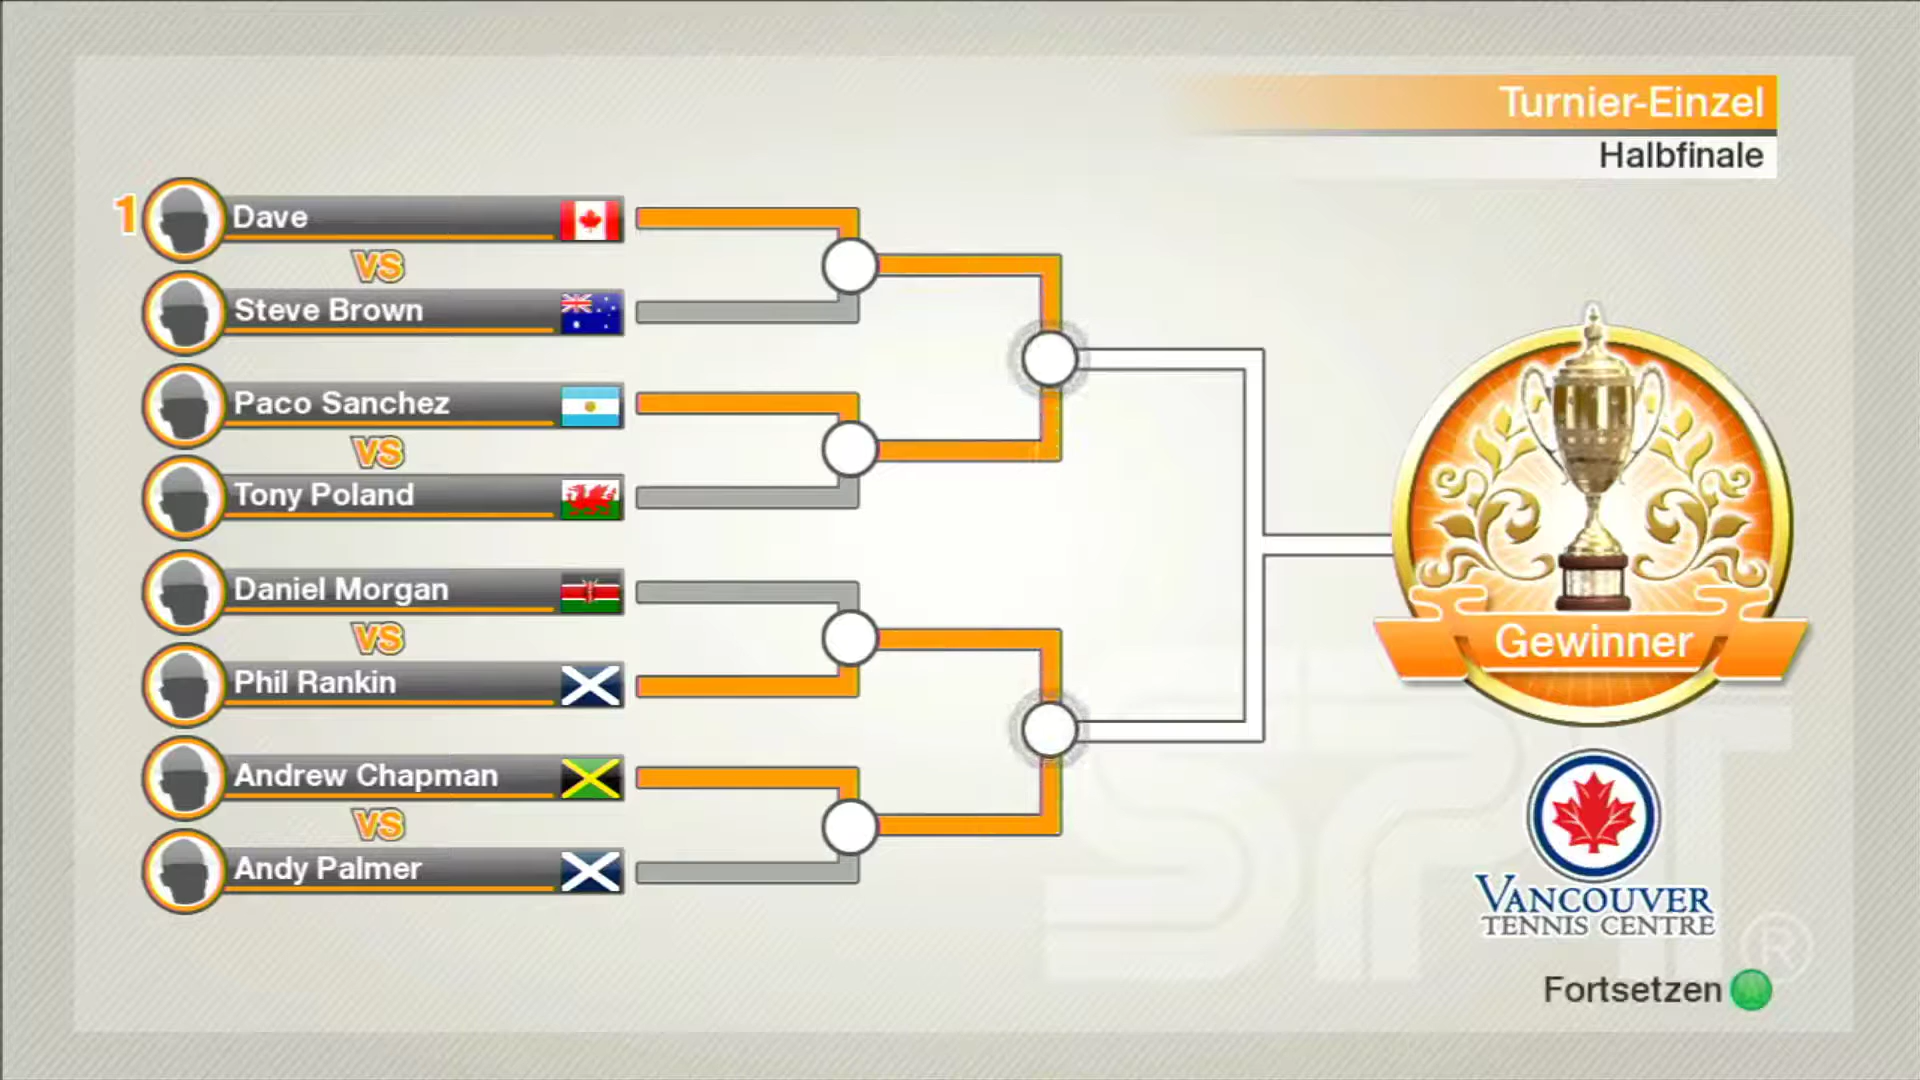 Turnier-Einzel
Halbfinale
1
Dave
VS
Steve Brown
Paco Sanchez
VS
Tony Poland
Daniel Morgan
VS
Phil Rankin
Andrew Chapman
VS
Andy Palmer
Gewinner
VANCOUVER
TENNIS CENTRE
SPT
®
Fortsetzen